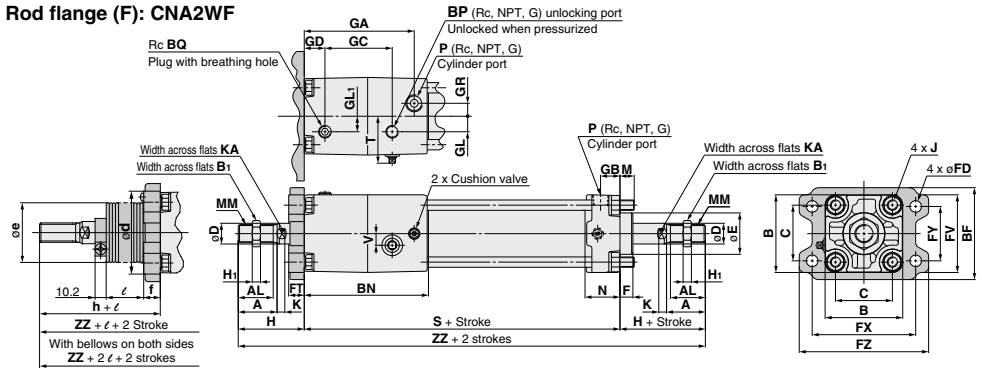 Rod flange (F): CNA2WF
BP (Rc, NPT, G) unlocking port
Unlocked when pressurized
GA
GD
GC
Rc BQ
Plug with breathing hole
P (Rc, NPT, G)
Cylinder port
GL1
GR
T
GL
P (Rc, NPT, G)
Cylinder port
Width across flats KA
Width across flats B1
Width across flats KA
Width across flats B1
2 x Cushion valve
4 x J
4 x øFD
GB
M
MM
MM
øe
ød
øD
V
øD
øE
B
C
FY
FV
BF
H1
AL
A
K
FT
BN
N
F
K
AL
A
H1
10.2
ℓ
f
h + ℓ
H
S + Stroke
H + Stroke
ZZ + ℓ + 2 Stroke
ZZ + 2 strokes
With bellows on both sides
ZZ + 2 ℓ + 2 strokes
C
B
FX
FZ